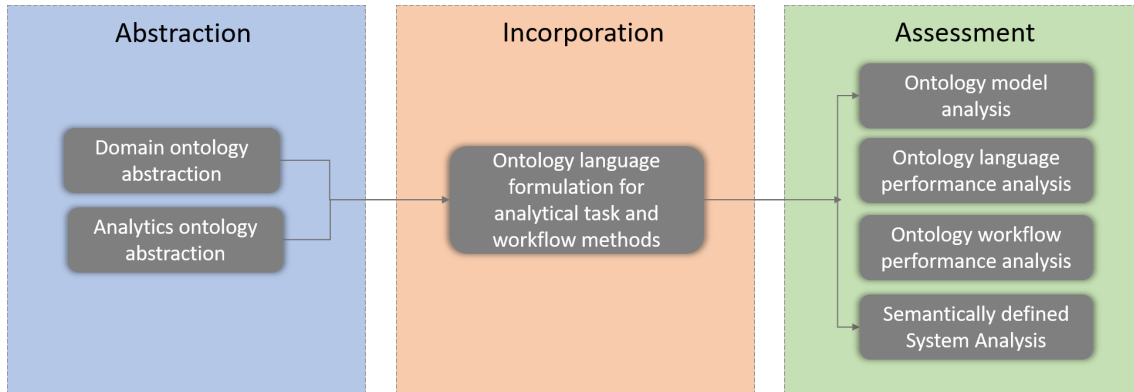 Abstraction
Domain ontology
abstraction
Analytics ontology
abstraction
Incorporation
Ontology language
formulation for
analytical task and
workflow methods
Assessment
Ontology model
analysis
Ontology language
performance analysis
Ontology workflow
performance analysis
Semantically defined
System Analysis